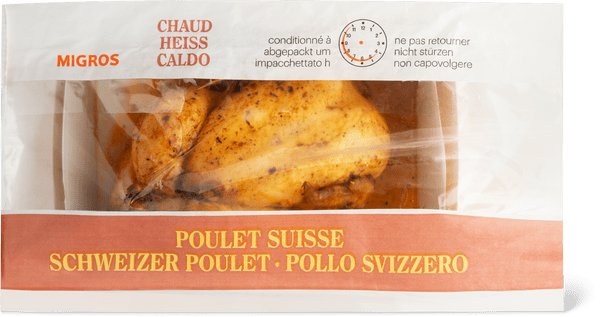 MIGROS
CHAUD
HEISS
CALDO
conditionné à
abgepackt um
impacchettato h
ne pas retourner
nicht stürzen
non capovolgere
POULET SUISSE
SCHWEIZER POULET · POLLO SVIZZERO